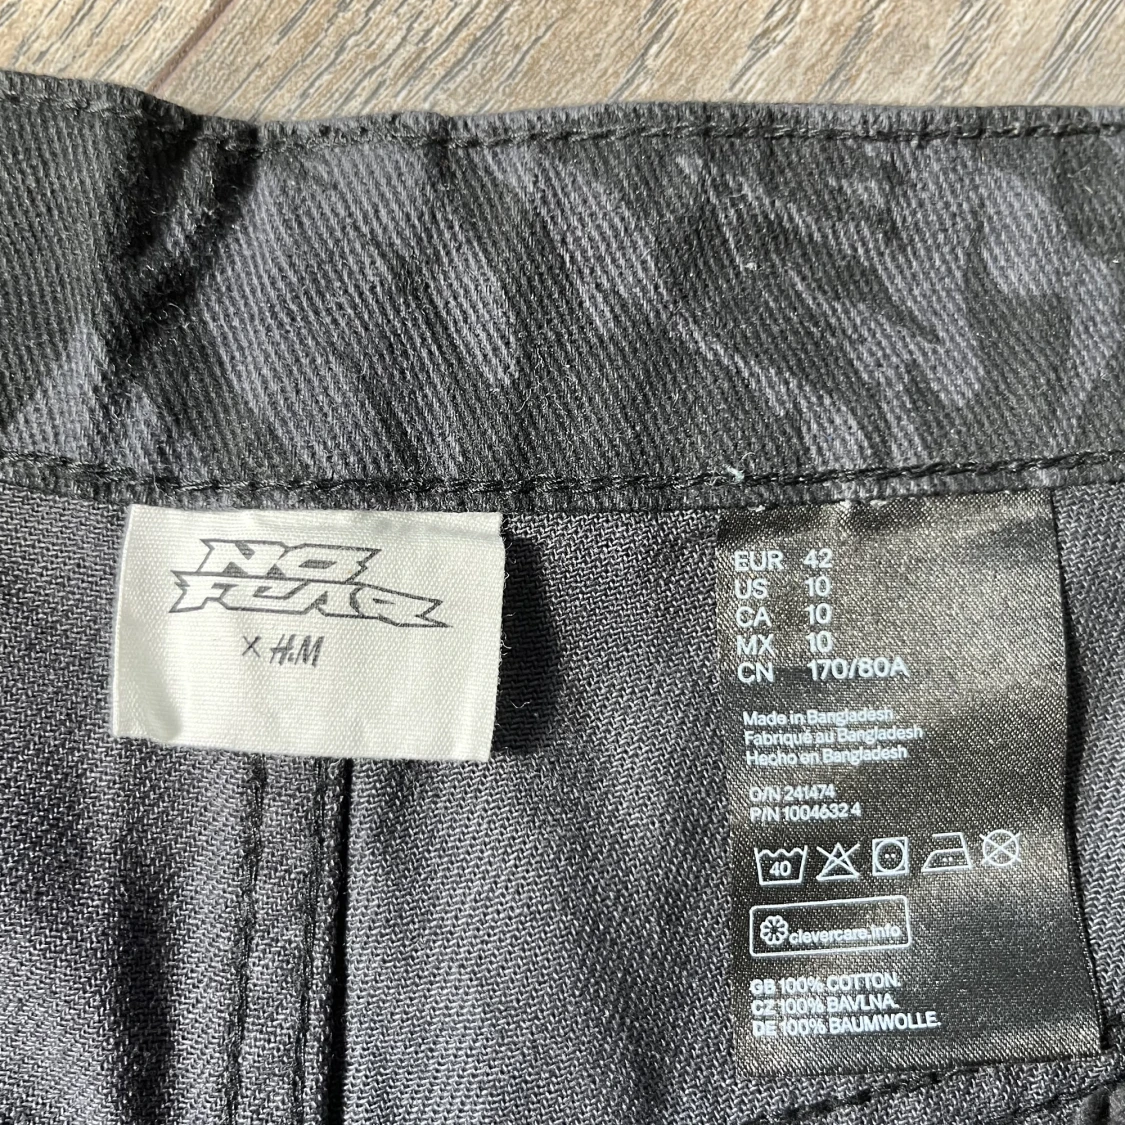 NO
FEAR
X H&M
EUR 42
US 10
CA 10
MX 10
CN 170/80A
Made in Bangladesh
Fabriqué au Bangladesh
Hecho en Bangladesh
O/N 241474
P/N 1004632 4
40
clevercare.info
GB 100% COTTON.
CZ 100% BAVLNA.
DE 100% BAUMWOLLE.